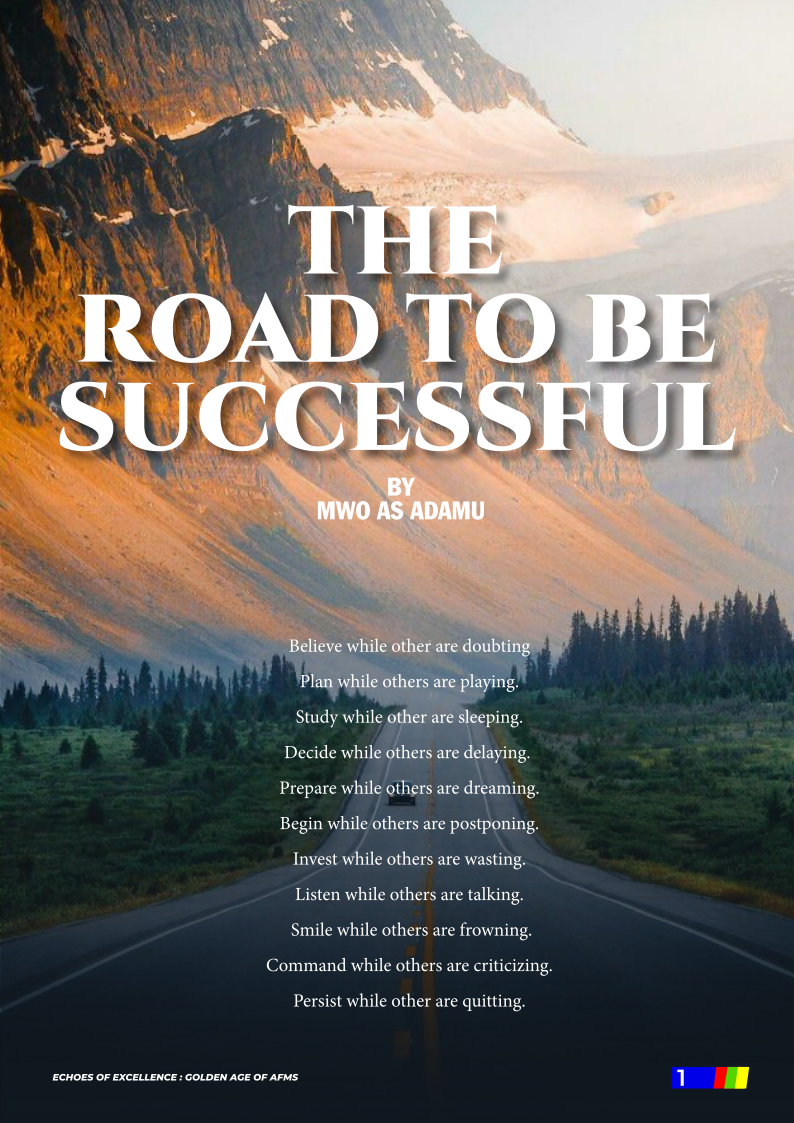 THE
ROAD TO BE
SUCCESSFUL
BY
MWO AS ADAMU
Believe while other are doubting
Plan while others are playing.
Study while other are sleeping.
Decide while others are delaying.
Prepare while others are dreaming.
Begin while others are postponing.
Invest while others are wasting.
Listen while others are talking.
Smile while others are frowning.
Command while others are criticizing.
Persist while other are quitting.
ECHOES OF EXCELLENCE : GOLDEN AGE OF AFMS
1